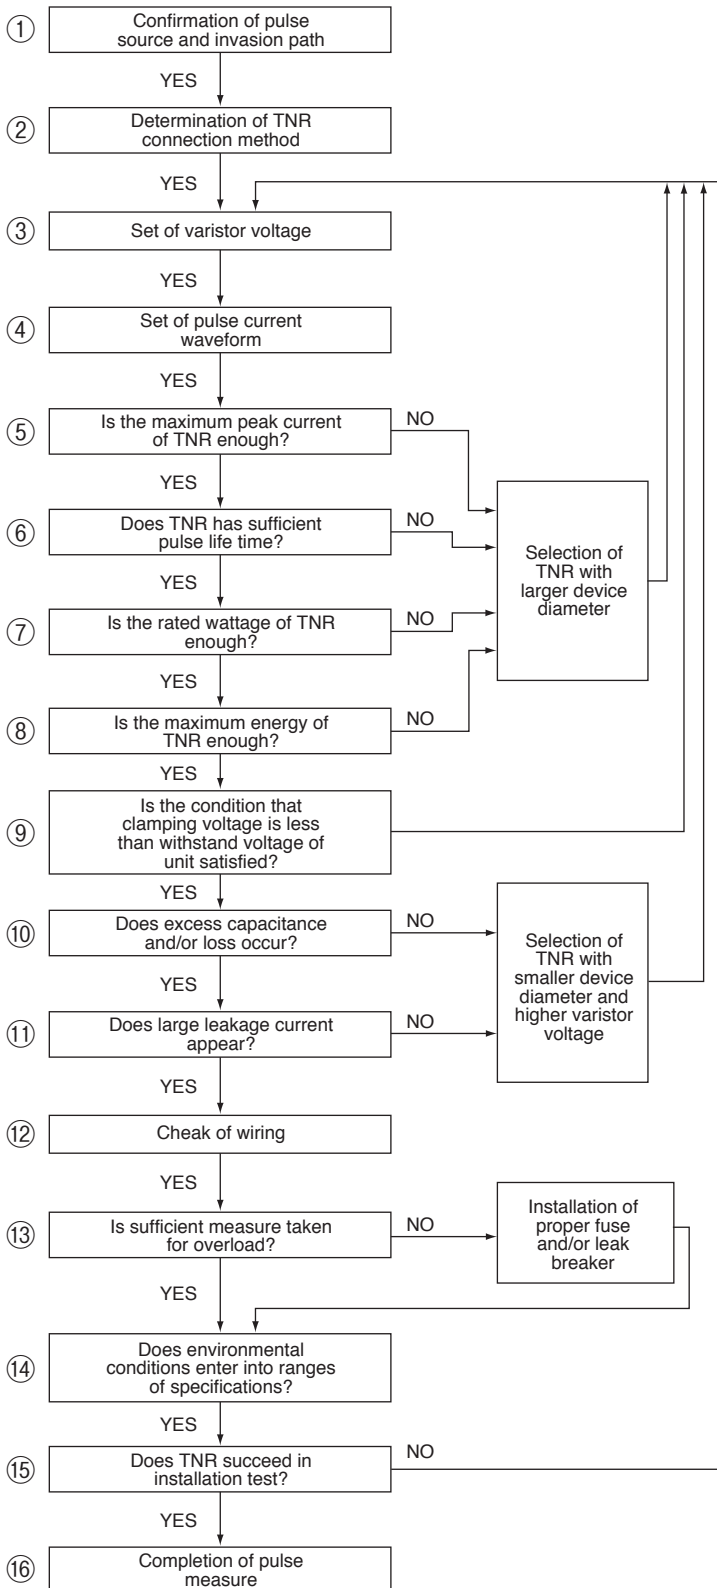 ① Confirmation of pulse
source and invasion path
YES
② Determination of TNR
connection method
YES
③ Set of varistor voltage
YES
④ Set of pulse current
waveform
YES
⑤ Is the maximum peak current
of TNR enough?
NO
YES
⑥ Does TNR has sufficient
pulse life time?
NO
Selection of
TNR with
larger device
diameter
YES
⑦ Is the rated wattage of TNR
enough?
NO
YES
⑧ Is the maximum energy of
TNR enough?
NO
YES
⑨ Is the condition that
clamping voltage is less
than withstand voltage of
unit satisfied?
YES
⑩ Does excess capacitance
and/or loss occur?
NO
Selection of
TNR with
smaller device
diameter and
higher varistor
voltage
YES
⑪ Does large leakage current
appear?
NO
YES
⑫ Cheak of wiring
YES
⑬ Is sufficient measure taken
for overload?
NO
Installation of
proper fuse
and/or leak
breaker
YES
⑭ Does environmental
conditions enter into ranges
of specifications?
YES
⑮ Does TNR succeed in
installation test?
NO
YES
⑯ Completion of pulse
measure